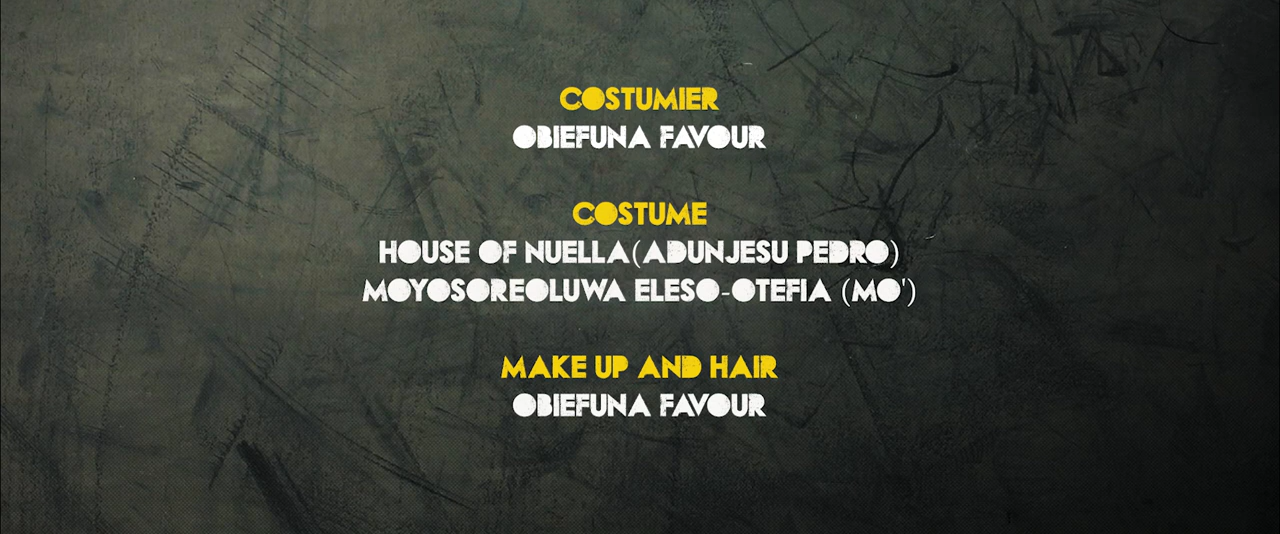 COSTUMIER
OBIEFUNA FAVOUR
COSTUME
HOUSE OF NUELLA(ADUNJESU PEDRO)
MOYOSOREOLUWA ELESO-OTEFIA (MO')
MAKE UP AND HAIR
OBIEFUNA FAVOUR